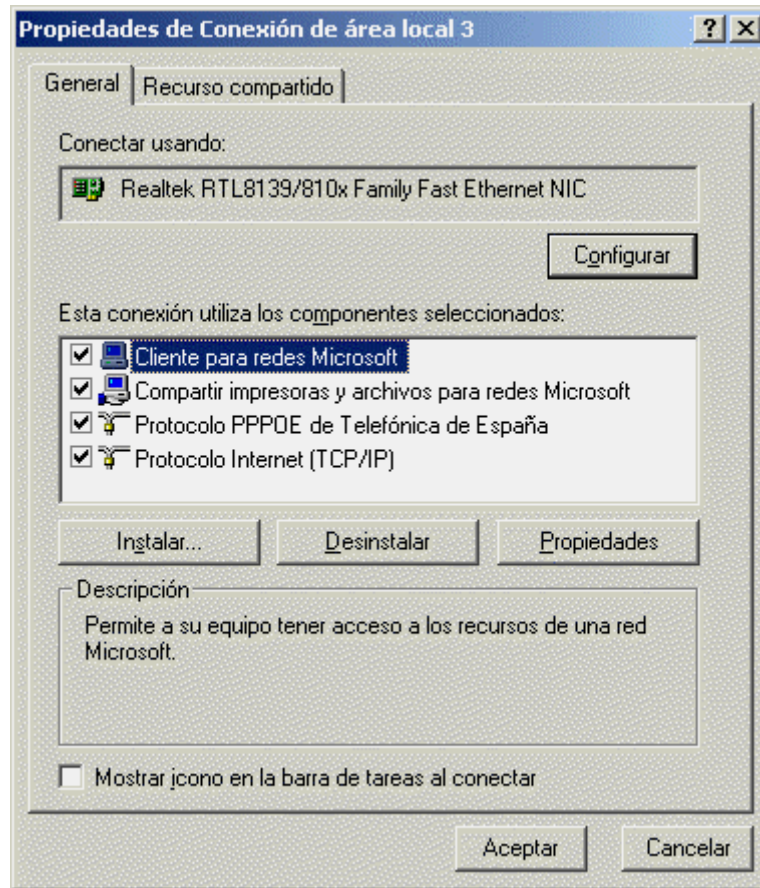 Propiedades de Conexión de área local 3
General
Recurso compartido
Conectar usando:
Realtek RTL8139/810x Family Fast Ethernet NIC
Configurar
Esta conexión utiliza los componentes seleccionados:
Cliente para redes Microsoft
Compartir impresoras y archivos para redes Microsoft
Protocolo PPPOE de Telefónica de España
Protocolo Internet (TCP/IP)
Instalar...
Desinstalar
Propiedades
Descripción
Permite a su equipo tener acceso a los recursos de una red
Microsoft.
Mostrar icono en la barra de tareas al conectar
Aceptar
Cancelar